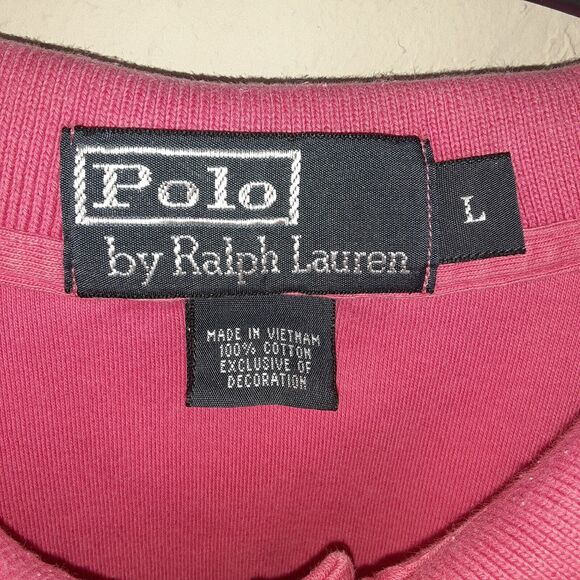 Polo
by Ralph Lauren
L
MADE IN VIETNAM
100% COTTON
EXCLUSIVE OF
DECORATION